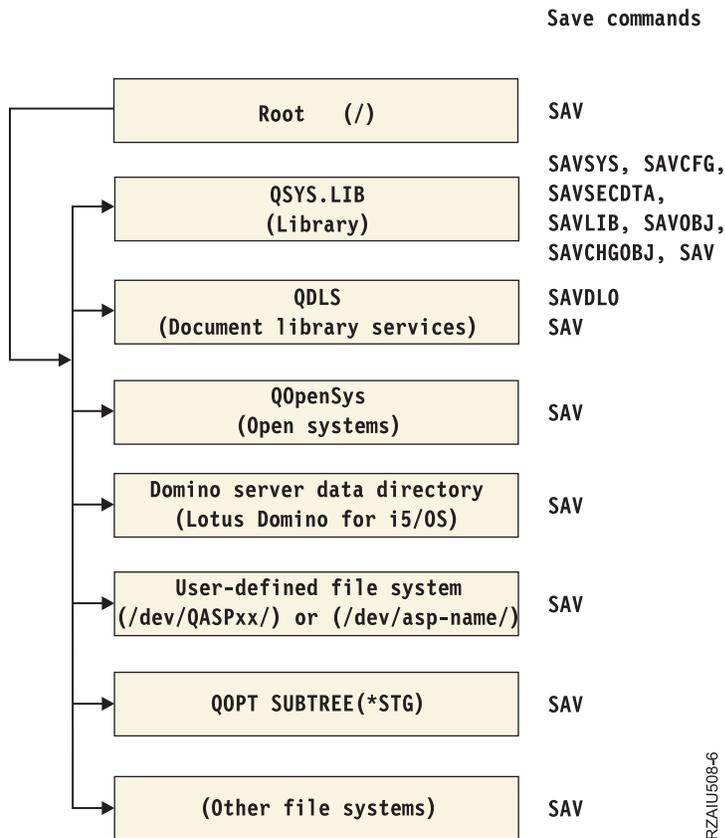 Save commands
Root (/)
SAV
QSYS.LIB
(Library)
SAVSYS, SAVCFG,
SAVSECDTA,
SAVLIB, SAVOBJ,
SAVCHGOBJ, SAV
QDLS
(Document library services)
SAVDLO
SAV
QOpenSys
(Open systems)
SAV
Domino server data directory
(Lotus Domino for i5/OS)
SAV
User-defined file system
(/dev/QASPxx/) or (/dev/asp-name/)
SAV
QOPT SUBTREE(*STG)
SAV
(Other file systems)
SAV
RZAIU508-6